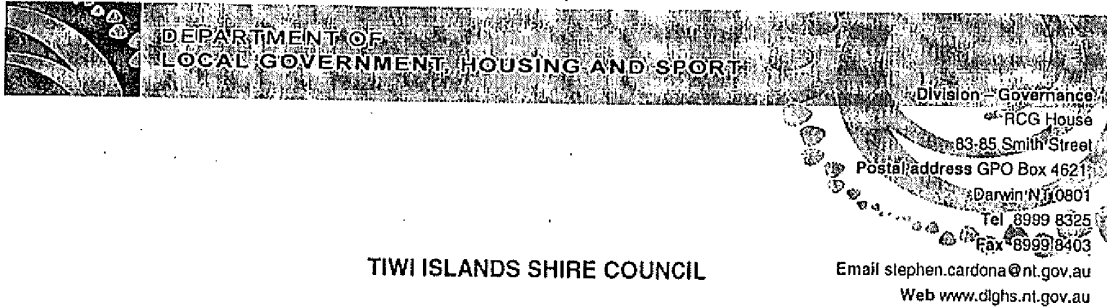 DEPARTMENT OF
LOCAL GOVERNMENT, HOUSING AND SPORT
Division – Governance
RCG House
83-85 Smith Street
Postal address GPO Box 4621
Darwin NT 0801
Tel 8999 8325
Fax 8999 8403
Email stephen.cardona@nt.gov.au
Web www.dlghs.nt.gov.au
TIWI ISLANDS SHIRE COUNCIL